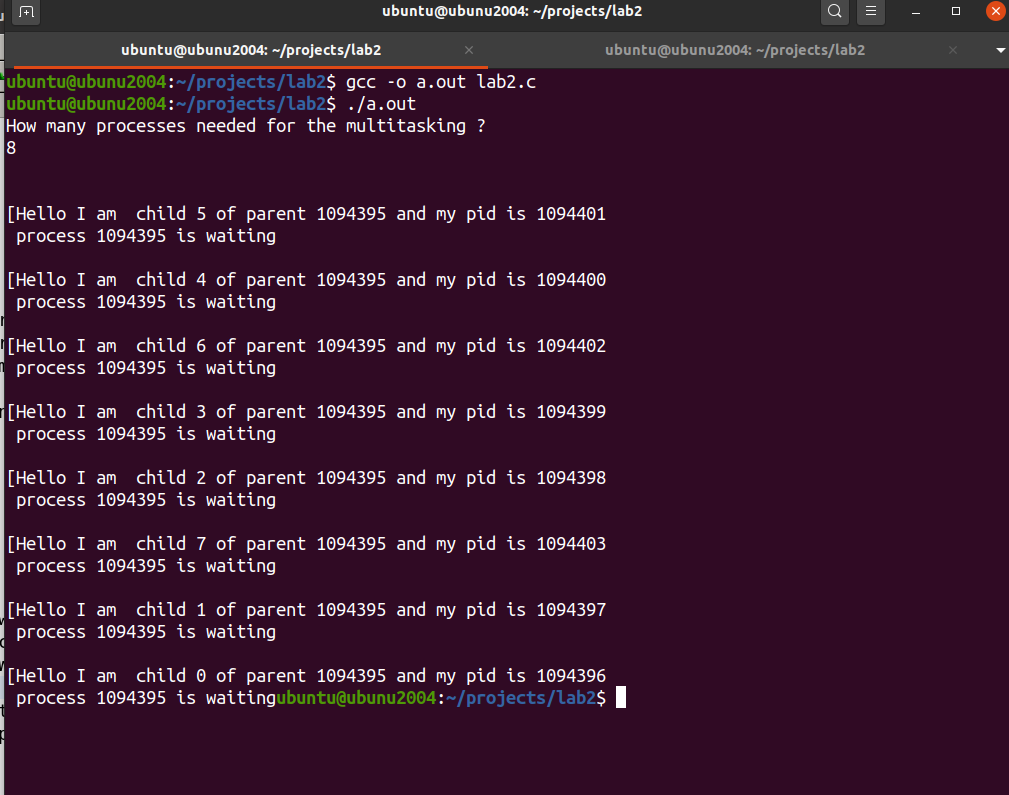 ubuntu@ubunu2004: ~/projects/lab2
ubuntu@ubunu2004: ~/projects/lab2 ubuntu@ubunu2004: ~/projects/lab2
ubuntu@ubunu2004:~/projects/lab2$ gcc -o a.out lab2.c
ubuntu@ubunu2004:~/projects/lab2$ ./a.out
How many processes needed for the multitasking ?
8
[Hello I am  child 5 of parent 1094395 and my pid is 1094401
 process 1094395 is waiting
[Hello I am  child 4 of parent 1094395 and my pid is 1094400
 process 1094395 is waiting
[Hello I am  child 6 of parent 1094395 and my pid is 1094402
 process 1094395 is waiting
[Hello I am  child 3 of parent 1094395 and my pid is 1094399
 process 1094395 is waiting
[Hello I am  child 2 of parent 1094395 and my pid is 1094398
 process 1094395 is waiting
[Hello I am  child 7 of parent 1094395 and my pid is 1094403
 process 1094395 is waiting
[Hello I am  child 1 of parent 1094395 and my pid is 1094397
 process 1094395 is waiting
[Hello I am  child 0 of parent 1094395 and my pid is 1094396
 process 1094395 is waitingubuntu@ubunu2004:~/projects/lab2$